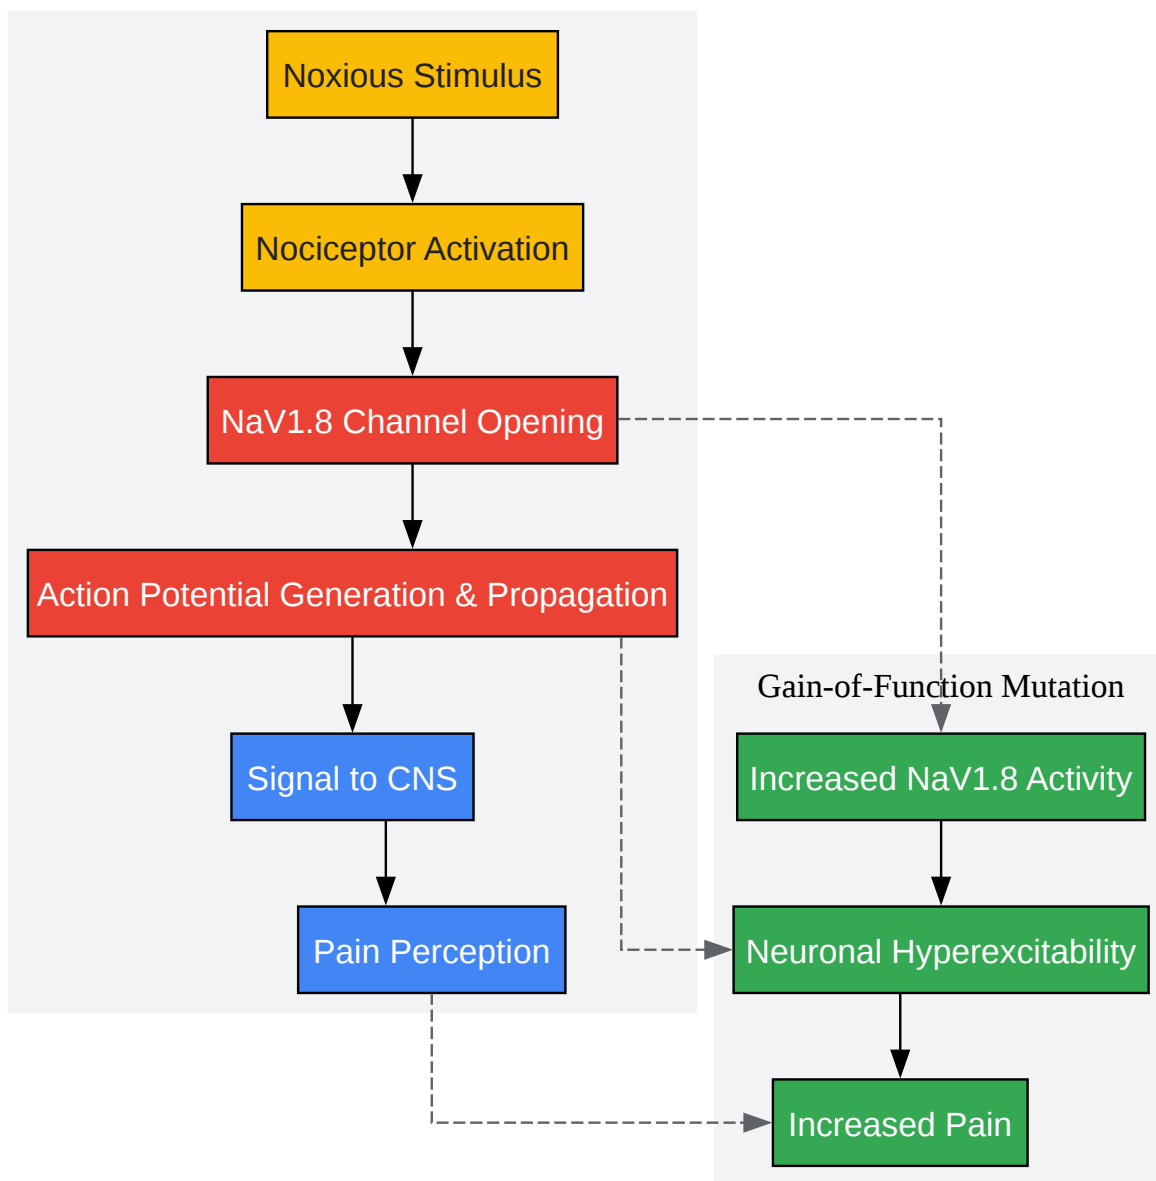 Noxious Stimulus
Nociceptor Activation
NaV1.8 Channel Opening
Action Potential Generation & Propagation
Signal to CNS
Pain Perception
Gain-of-Function Mutation
Increased NaV1.8 Activity
Neuronal Hyperexcitability
Increased Pain